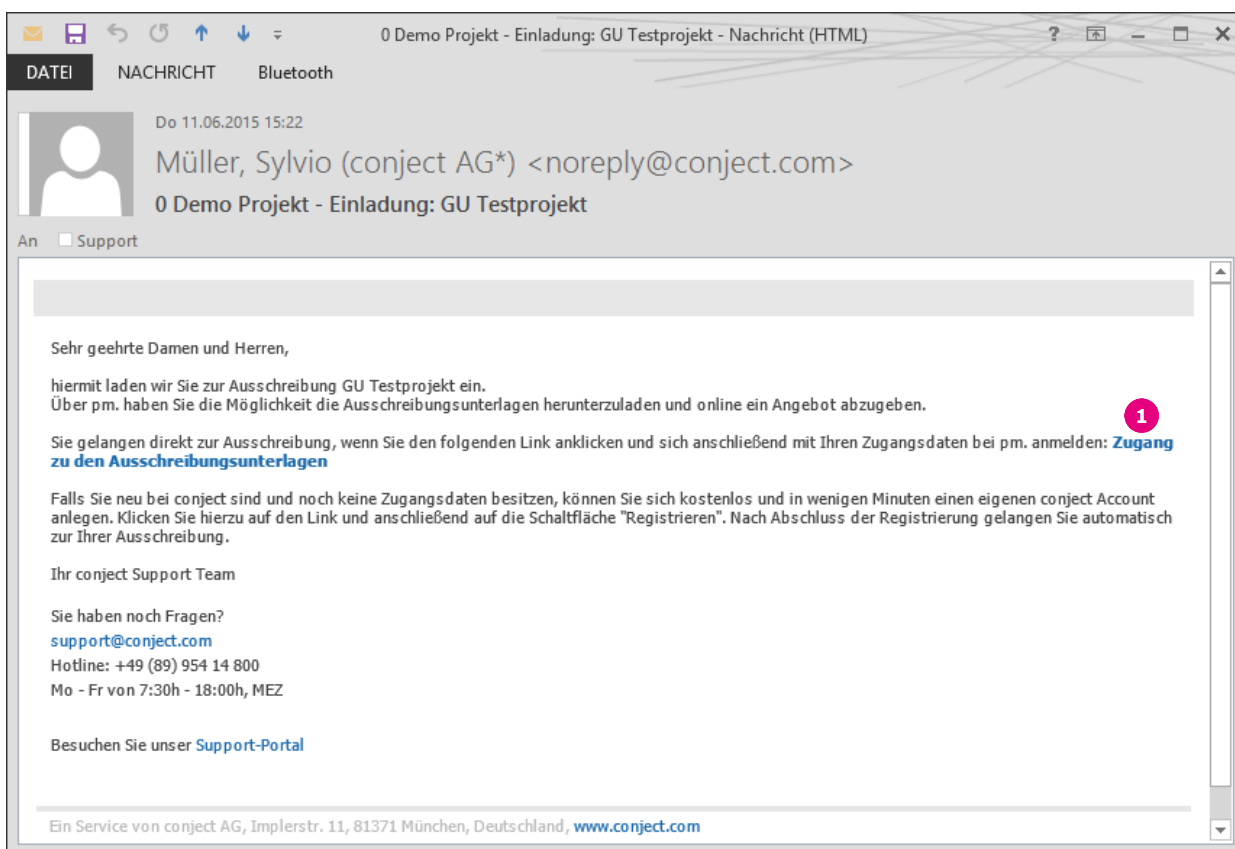 0 Demo Projekt - Einladung: GU Testprojekt - Nachricht (HTML)
?
DATEI NACHRICHT Bluetooth
Do 11.06.2015 15:22
Müller, Sylvio (conject AG*) <noreply@conject.com>
0 Demo Projekt - Einladung: GU Testprojekt
An Support
Sehr geehrte Damen und Herren,
hiermit laden wir Sie zur Ausschreibung GU Testprojekt ein.
Über pm. haben Sie die Möglichkeit die Ausschreibungsunterlagen herunterzuladen und online ein Angebot abzugeben.
1
Sie gelangen direkt zur Ausschreibung, wenn Sie den folgenden Link anklicken und sich anschließend mit Ihren Zugangsdaten bei pm. anmelden: Zugang
zu den Ausschreibungsunterlagen
Falls Sie neu bei conject sind und noch keine Zugangsdaten besitzen, können Sie sich kostenlos und in wenigen Minuten einen eigenen conject Account
anlegen. Klicken Sie hierzu auf den Link und anschließend auf die Schaltfläche "Registrieren". Nach Abschluss der Registrierung gelangen Sie automatisch
zur Ihrer Ausschreibung.
Ihr conject Support Team
Sie haben noch Fragen?
support@conject.com
Hotline: +49 (89) 954 14 800
Mo - Fr von 7:30h - 18:00h, MEZ
Besuchen Sie unser Support-Portal
Ein Service von conject AG, Implerstr. 11, 81371 München, Deutschland, www.conject.com